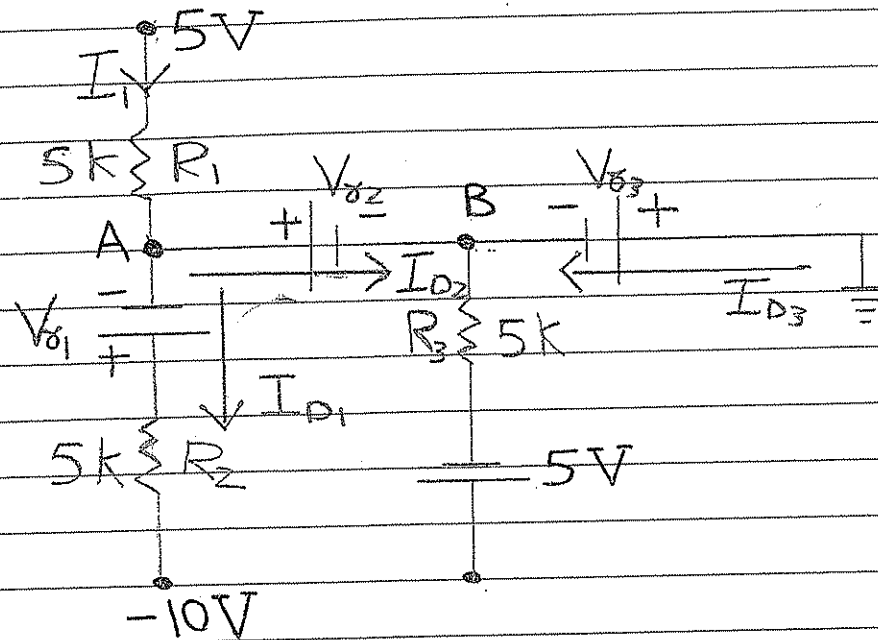 5V
I1
5k R1
Vγ2
B
Vγ3
+ -
- +
A
ID2
ID3
-
Vγ1
+
R3 5k
ID1
5k R2
5V
-10V